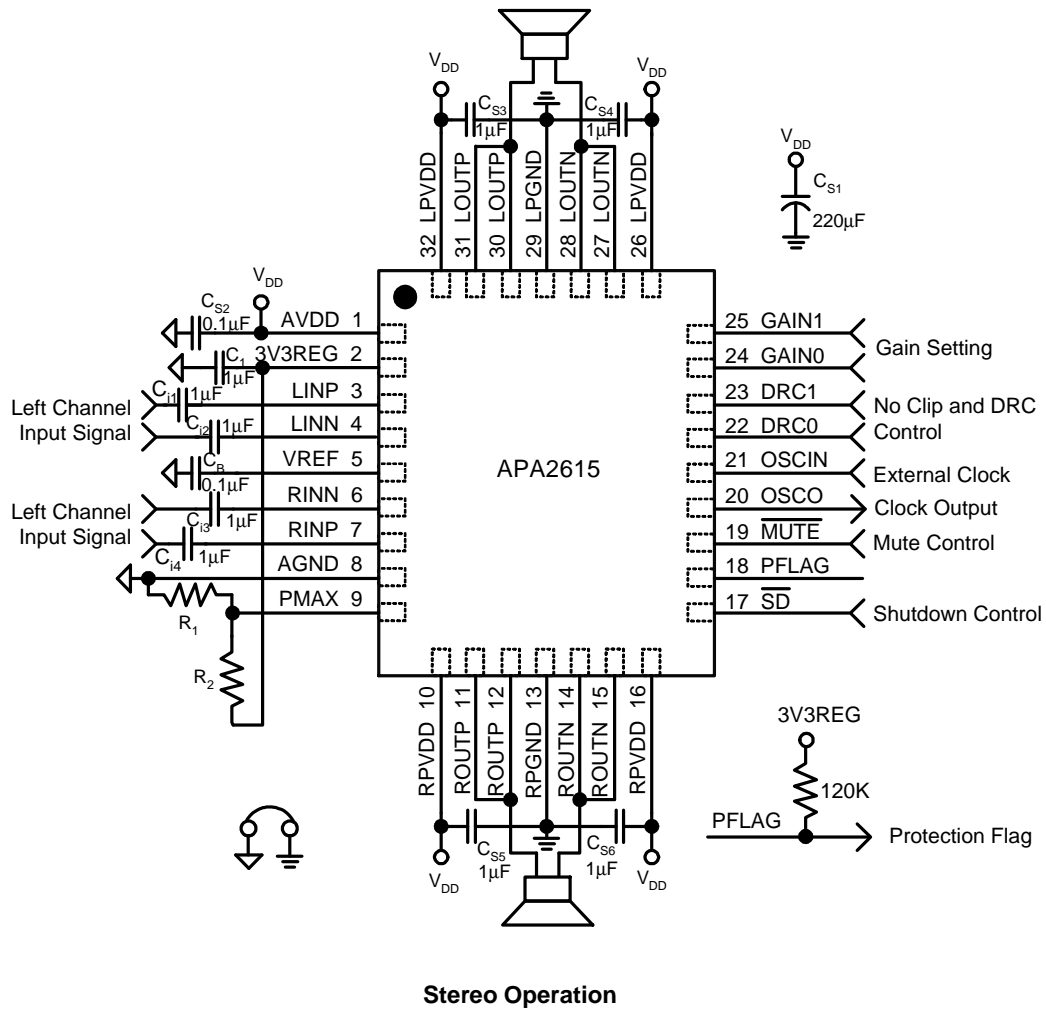 V_DD
V_DD
C_S3
1μF
C_S4
1μF
V_DD
C_S1
220μF
32 LPVDD
31 LOUTP
30 LOUTP
29 LPGND
28 LOUTN
27 LOUTN
26 LPVDD
V_DD
C_S2
0.1μF
AVDD 1
C_1
1μF
3V3REG 2
C_i1
1μF
LINP 3
Left Channel
Input Signal
C_i2
1μF
LINN 4
C_B
0.1μF
VREF 5
Left Channel
Input Signal
C_i3
1μF
RINN 6
C_i4
1μF
RINP 7
AGND 8
R_1
PMAX 9
R_2
APA2615
25 GAIN1
24 GAIN0
Gain Setting
23 DRC1
22 DRC0
No Clip and DRC
Control
21 OSCIN
External Clock
20 OSCO
Clock Output
19 MUTE
Mute Control
18 PFLAG
17 SD
Shutdown Control
RPVDD 10
ROUTP 11
ROUTP 12
RPGND 13
ROUTN 14
ROUTN 15
RPVDD 16
C_S5
1μF
C_S6
1μF
V_DD
V_DD
3V3REG
120K
PFLAG
Protection Flag
Stereo Operation